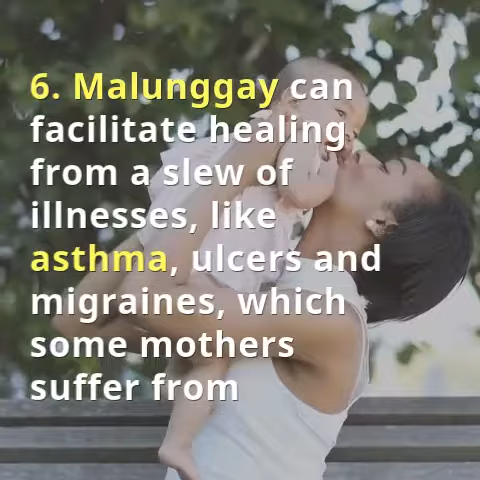 6. Malunggay can
facilitate healing
from a slew of
illnesses, like
asthma, ulcers and
migraines, which
some mothers
suffer from